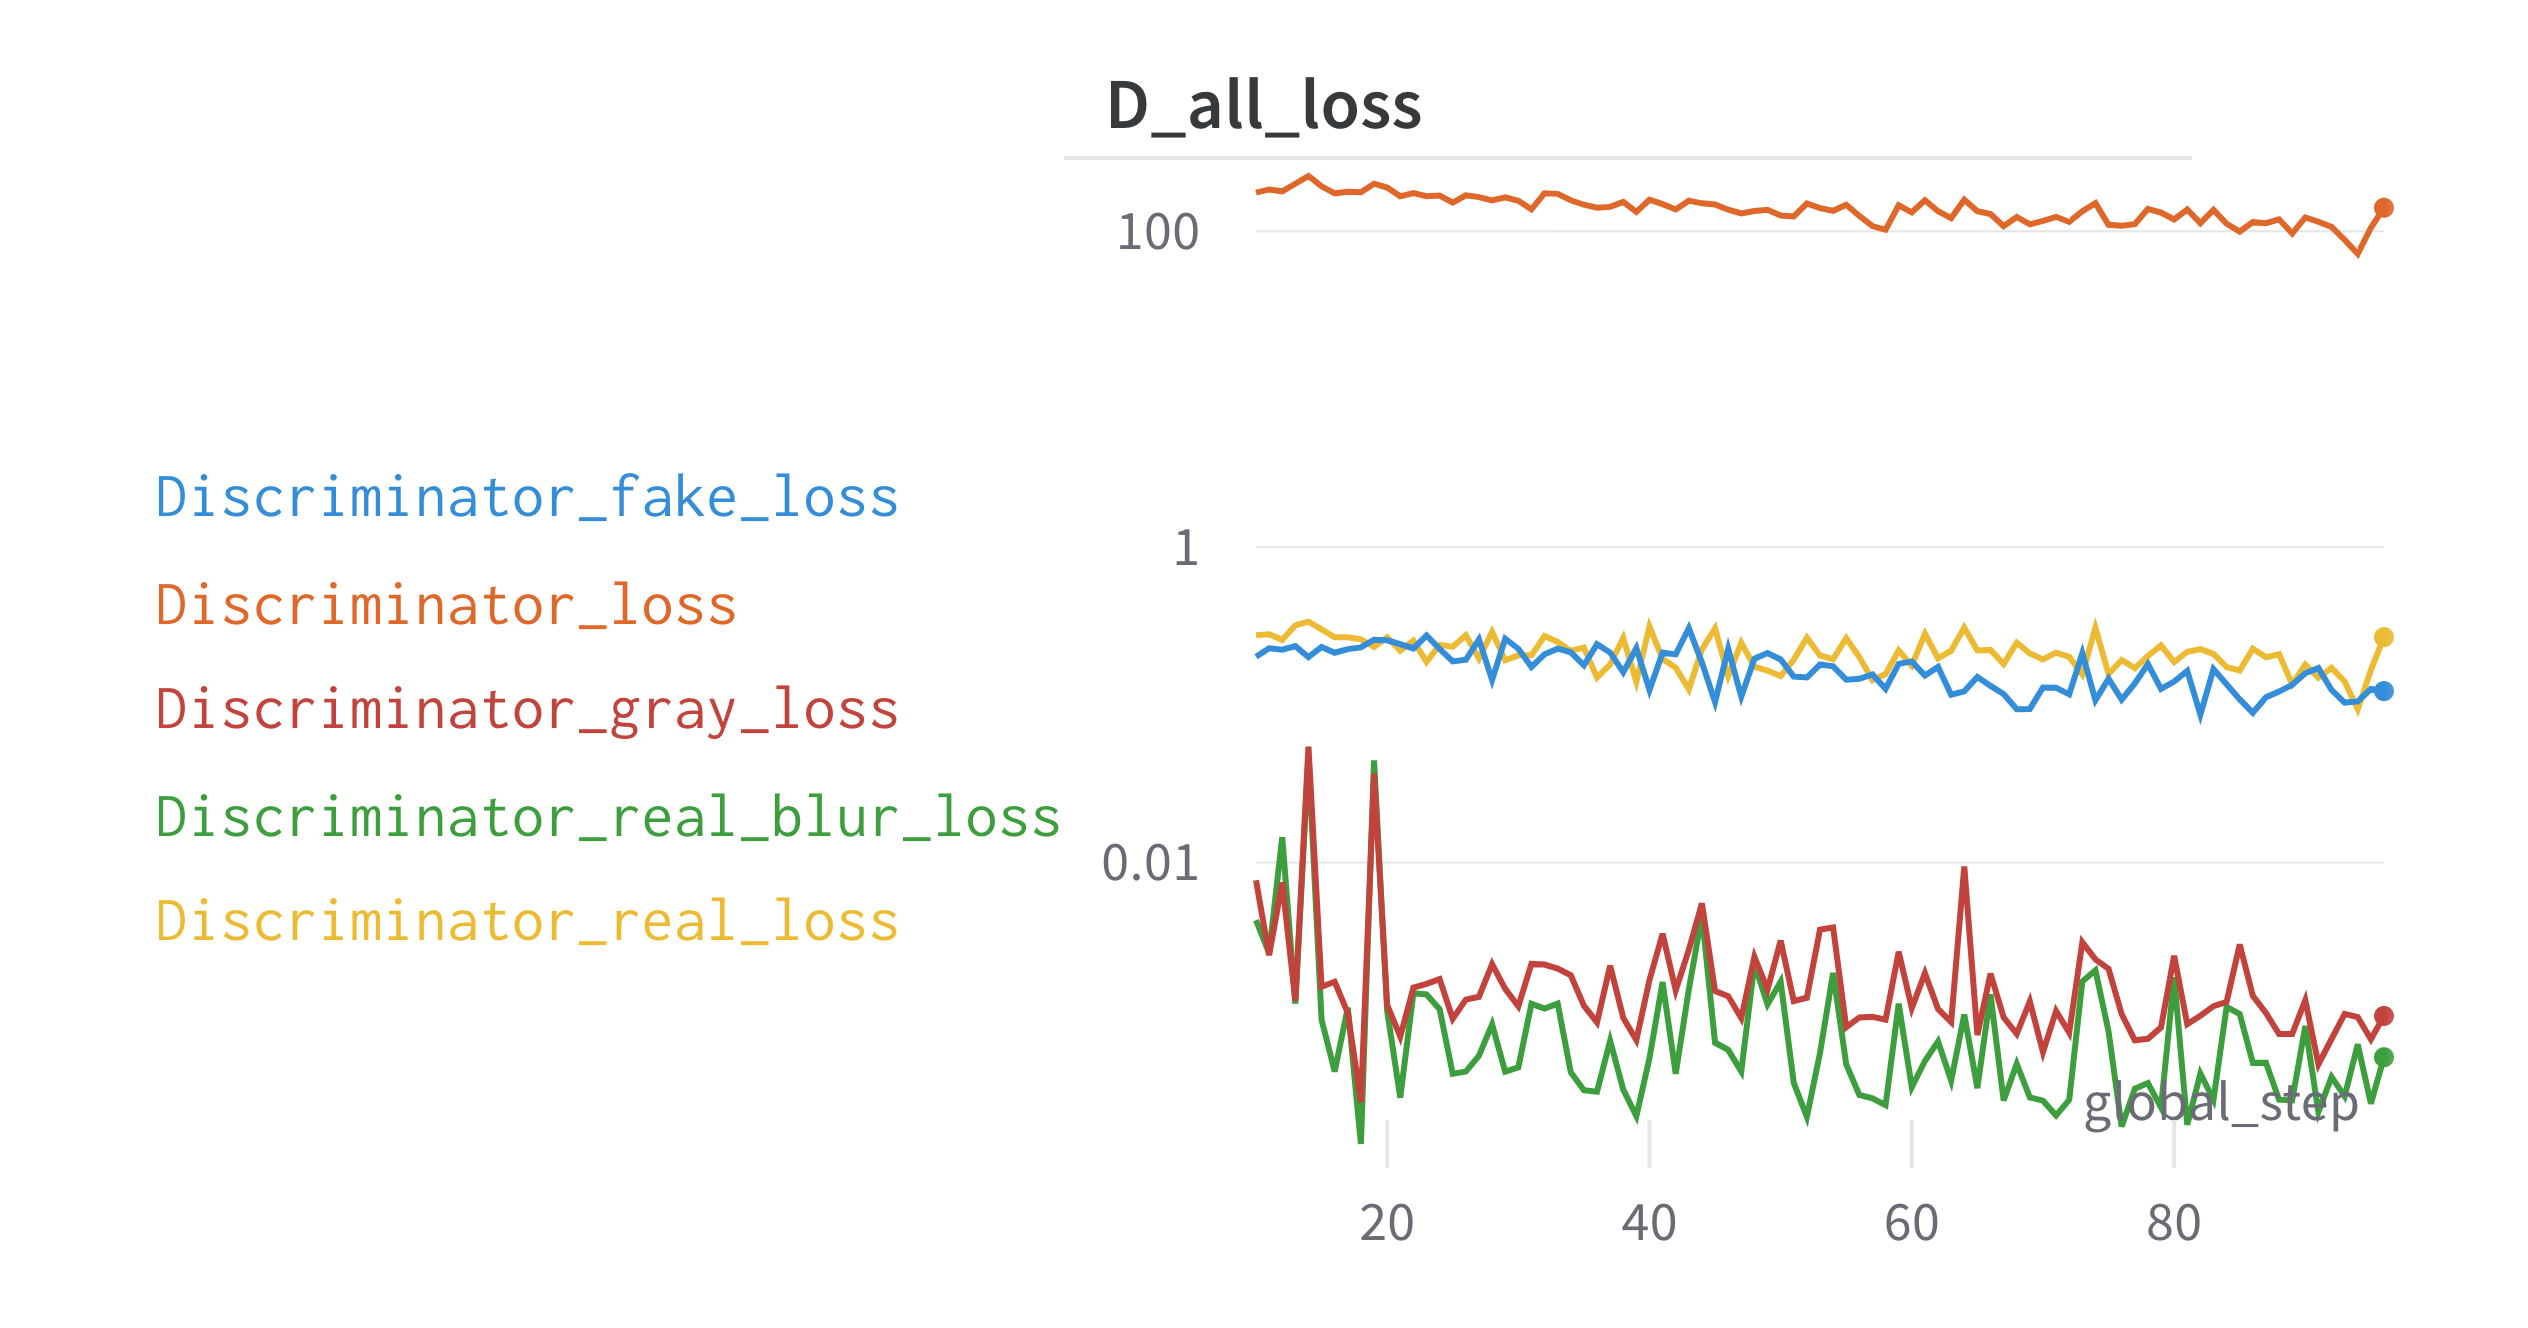 D_all_loss
100
Discriminator_fake_loss
1
Discriminator_loss
Discriminator_gray_loss
Discriminator_real_blur_loss
0.01
Discriminator_real_loss
global_step
20 40 60 80